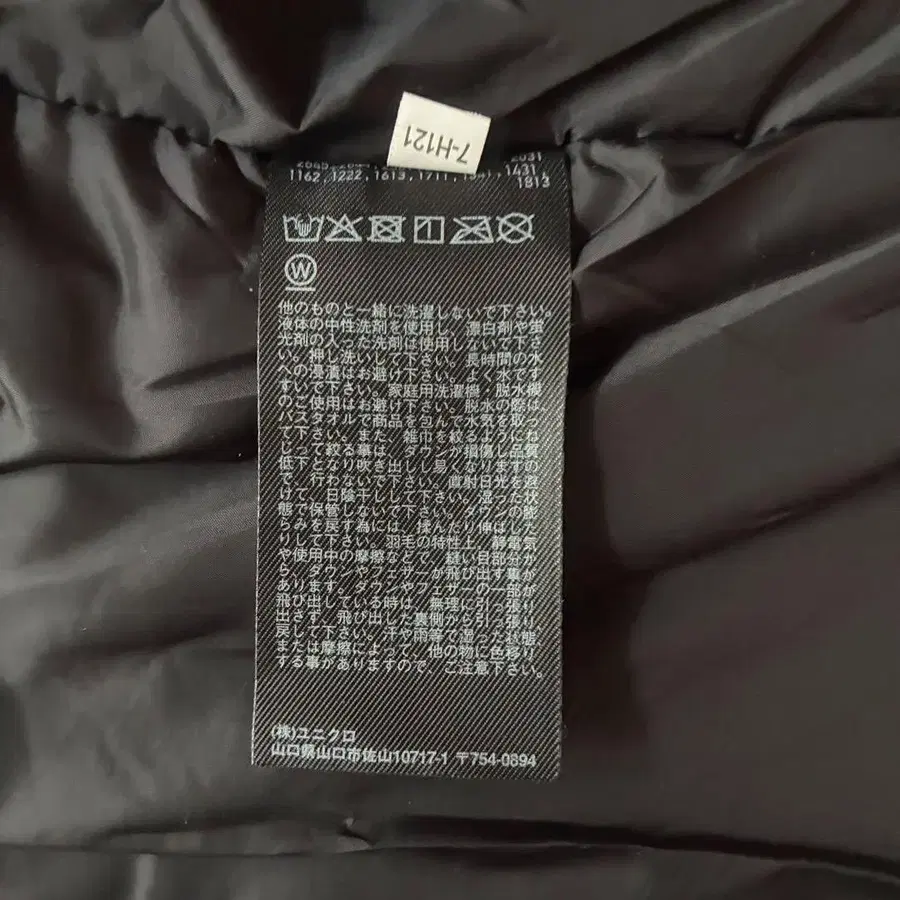 7-H121
1162,1222,1613,1711, 1431,
1813
W
他のものと一緒に洗濯しないで下さい。
液体の中性洗剤を使用し、漂白剤や蛍
光剤の入った洗剤は使用しないで下さ
い。押し洗いして下さい。長時間の水
への浸漬はお避け下さい。よく水です
すいで下さい。家庭用洗濯機、脱水機
のご使用はお避け下さい。脱水の際は、
バスタオルで商品を包んで水気を取っ
て下さい。また、雑巾を絞るようにね
じって絞る事は、ダウンが損傷し品質
低下となり吹き出しし易くなりますの
で、行わないで下さい。直射日光を避
けて、日陰干しして下さい。湿った状
態で保管しないで下さい。ダウンの膨
らみを戻す為には、揉んだり伸ばした
りして下さい。羽毛の特性上、静電気
や使用中の摩擦などで、縫い目部分か
らダウンやフェザーが飛び出す事が
あります。ダウンやフェザーの一部が
飛び出している時は、無理に引っ張り
出さず、飛び出した裏側から引っ張り
戻して下さい。汗や雨等で湿った状態
または摩擦によって、他の物に色移り
する事がありますので、ご注意下さい。
(株)ユニクロ
山口県山口市佐山10717-1 〒754-0894